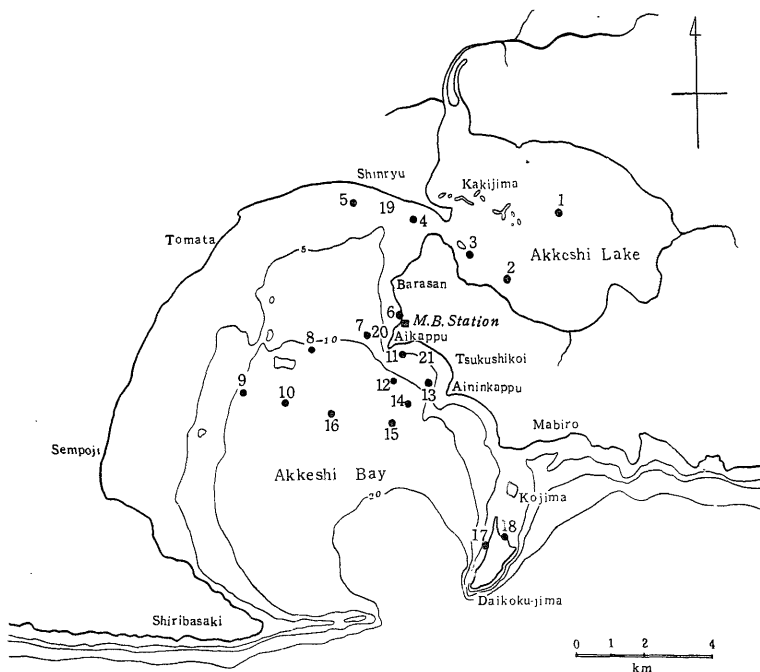 4
Shinryu
Kakijima
1
5
19
4
Tomata
3
Akkeshi Lake
5
2
Barasan
6
M.B. Station
7
20
Aikappu
8
10
11
21
Tsukushikoi
9
12
13
Aininkappu
10
14
16
15
Mabiro
Sempoji
Akkeshi Bay
20
Kojima
17
18
Daikoku-jima
Shiribasaki
0 1 2 4
km